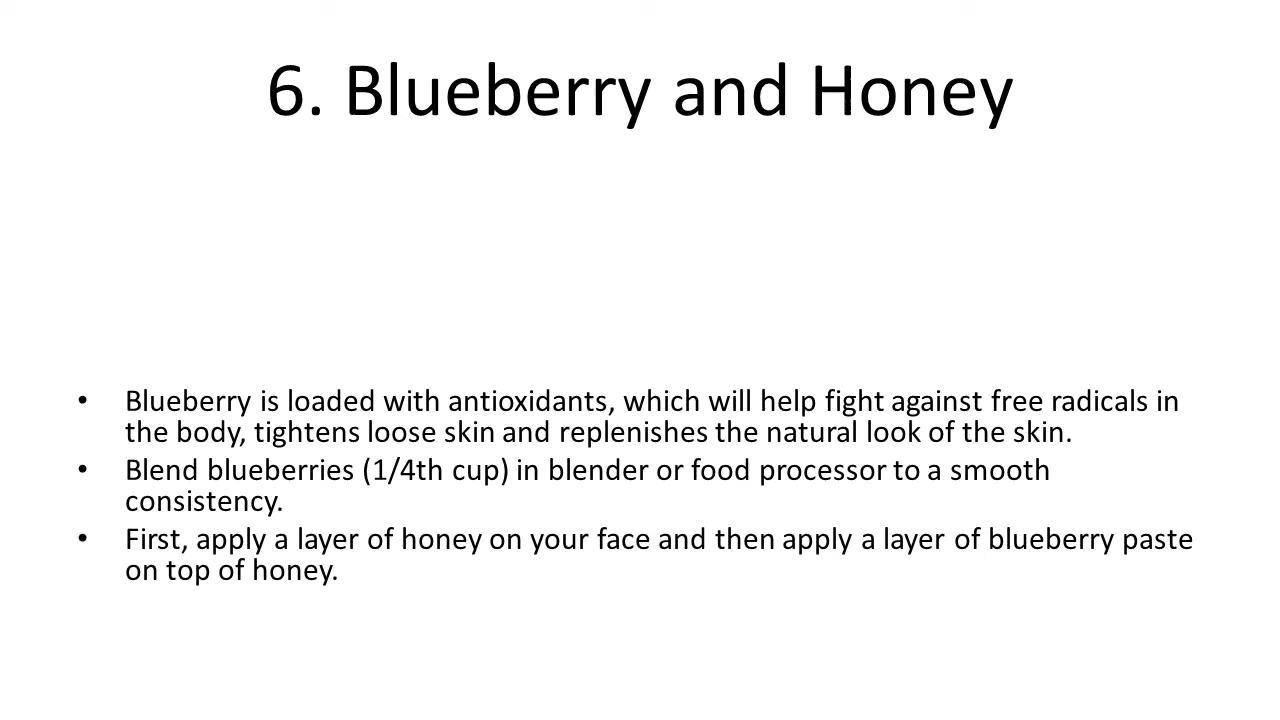 6. Blueberry and Honey
• Blueberry is loaded with antioxidants, which will help fight against free radicals in
the body, tightens loose skin and replenishes the natural look of the skin.
• Blend blueberries (1/4th cup) in blender or food processor to a smooth
consistency.
• First, apply a layer of honey on your face and then apply a layer of blueberry paste
on top of honey.